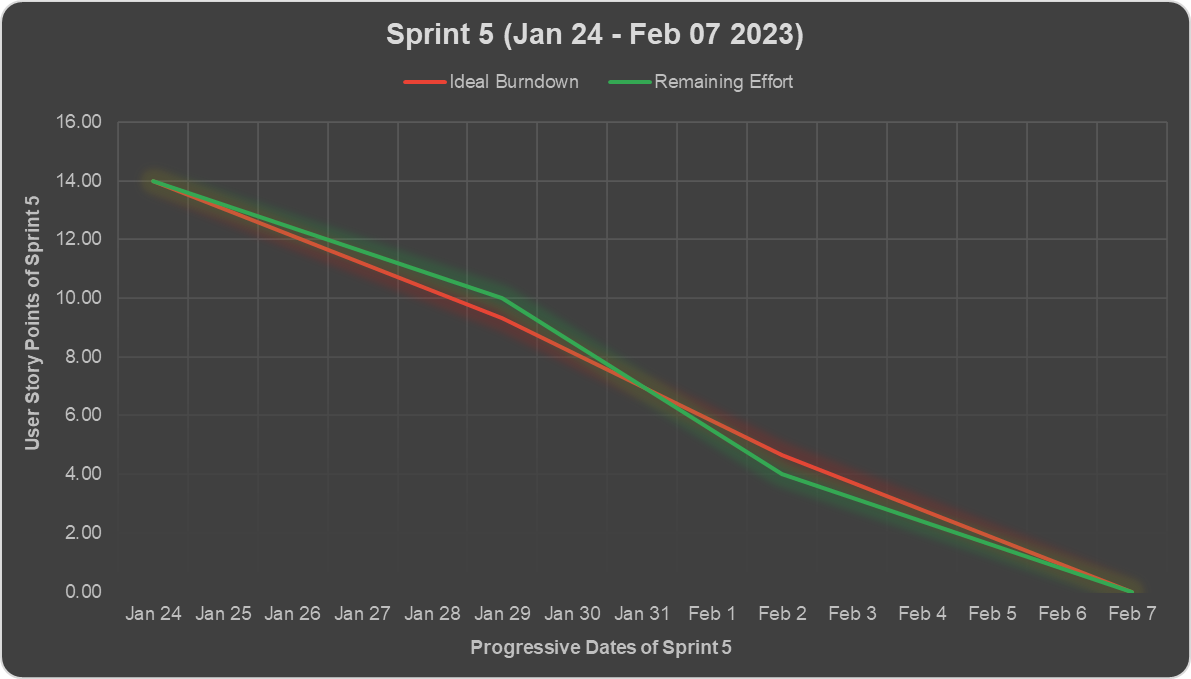 Sprint 5 (Jan 24 - Feb 07 2023)
Ideal Burndown Remaining Effort
16.00
14.00
12.00
10.00
8.00
6.00
4.00
2.00
0.00
User Story Points of Sprint 5
Jan 24 Jan 25 Jan 26 Jan 27 Jan 28 Jan 29 Jan 30 Jan 31 Feb 1 Feb 2 Feb 3 Feb 4 Feb 5 Feb 6 Feb 7
Progressive Dates of Sprint 5